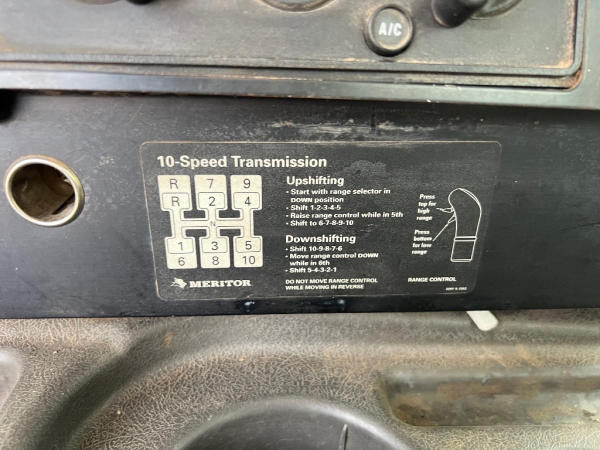 A/C
10-Speed Transmission
R 7 9
R 2 4
N
1 3 5
6 8 10
MERITOR
Upshifting
• Start with range selector in
DOWN position
• Shift 1-2-3-4-5
• Raise range control while in 5th
• Shift to 6-7-8-9-10
Downshifting
• Shift 10-9-8-7-6
• Move range control DOWN
while in 6th
• Shift 5-4-3-2-1
DO NOT MOVE RANGE CONTROL
WHILE MOVING IN REVERSE
Press
top for
high
range
Press
bottom
for low
range
RANGE CONTROL